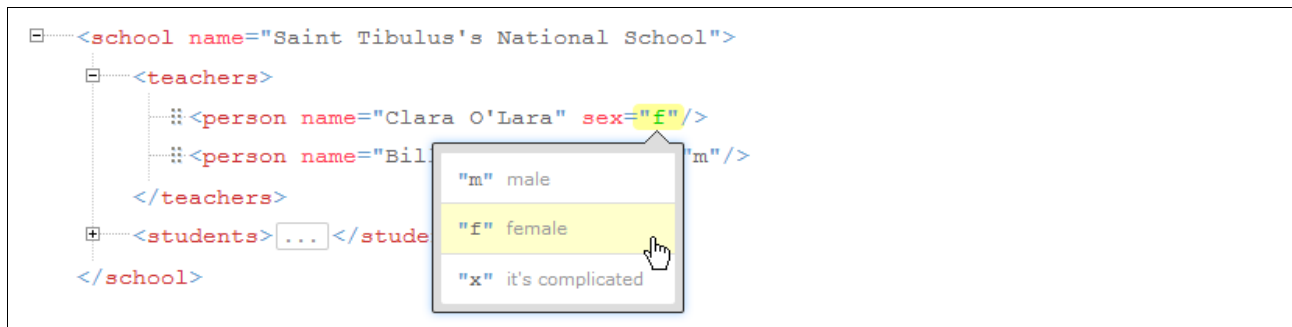 <school name="Saint Tibulus's National School">
<teachers>
<person name="Clara O'Lara" sex="f"/>
<person name="Bil "m"/>
"m" male
</teachers>
"f" female
<students> ... </stude
"x" it's complicated
</school>